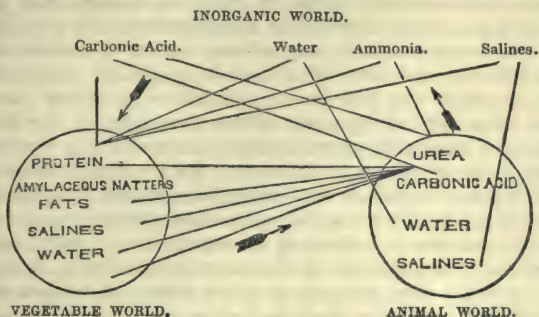 INORGANIC WORLD.
Carbonic Acid. Water Ammonia. Salines.
PROTEIN
AMYLACEOUS NATTERS
FATS
SALINES
WATER
UREA
CARBONIC ACID
WATER
SALINES
VEGETABLE WORLD. ANIMAL WORLD.